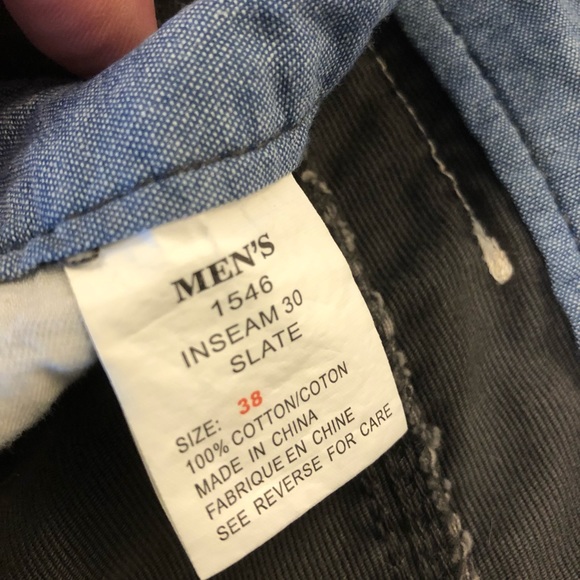 MEN'S
1546
INSEAM 30
SLATE
SIZE: 38
100% COTTON/COTON
MADE IN CHINA
FABRIQUE EN CHINE
SEE REVERSE FOR CARE